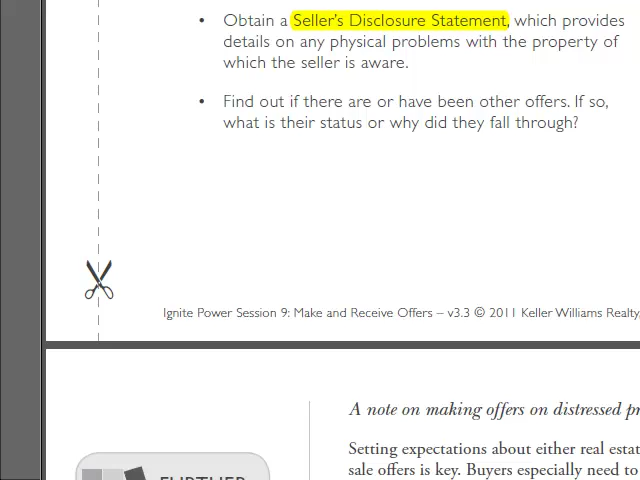 • Obtain a Seller's Disclosure Statement, which provides
details on any physical problems with the property of
which the seller is aware.
• Find out if there are or have been other offers. If so,
what is their status or why did they fall through?
Ignite Power Session 9: Make and Receive Offers – v3.3 © 2011 Keller Williams Realty,
A note on making offers on distressed pr
Setting expectations about either real estat
FURTHER
sale offers is key. Buyers especially need to